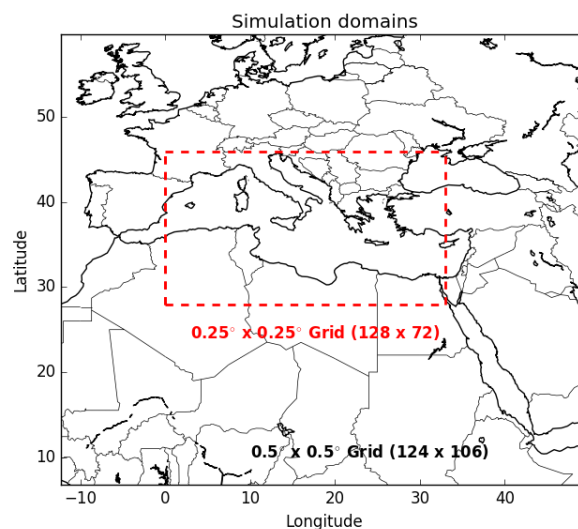 Simulation domains
50
40
30
20
10
Latitude
0.25° x 0.25° Grid (128 x 72)
0.5° x 0.5° Grid (124 x 106)
−10
0
10
20
30
40
Longitude